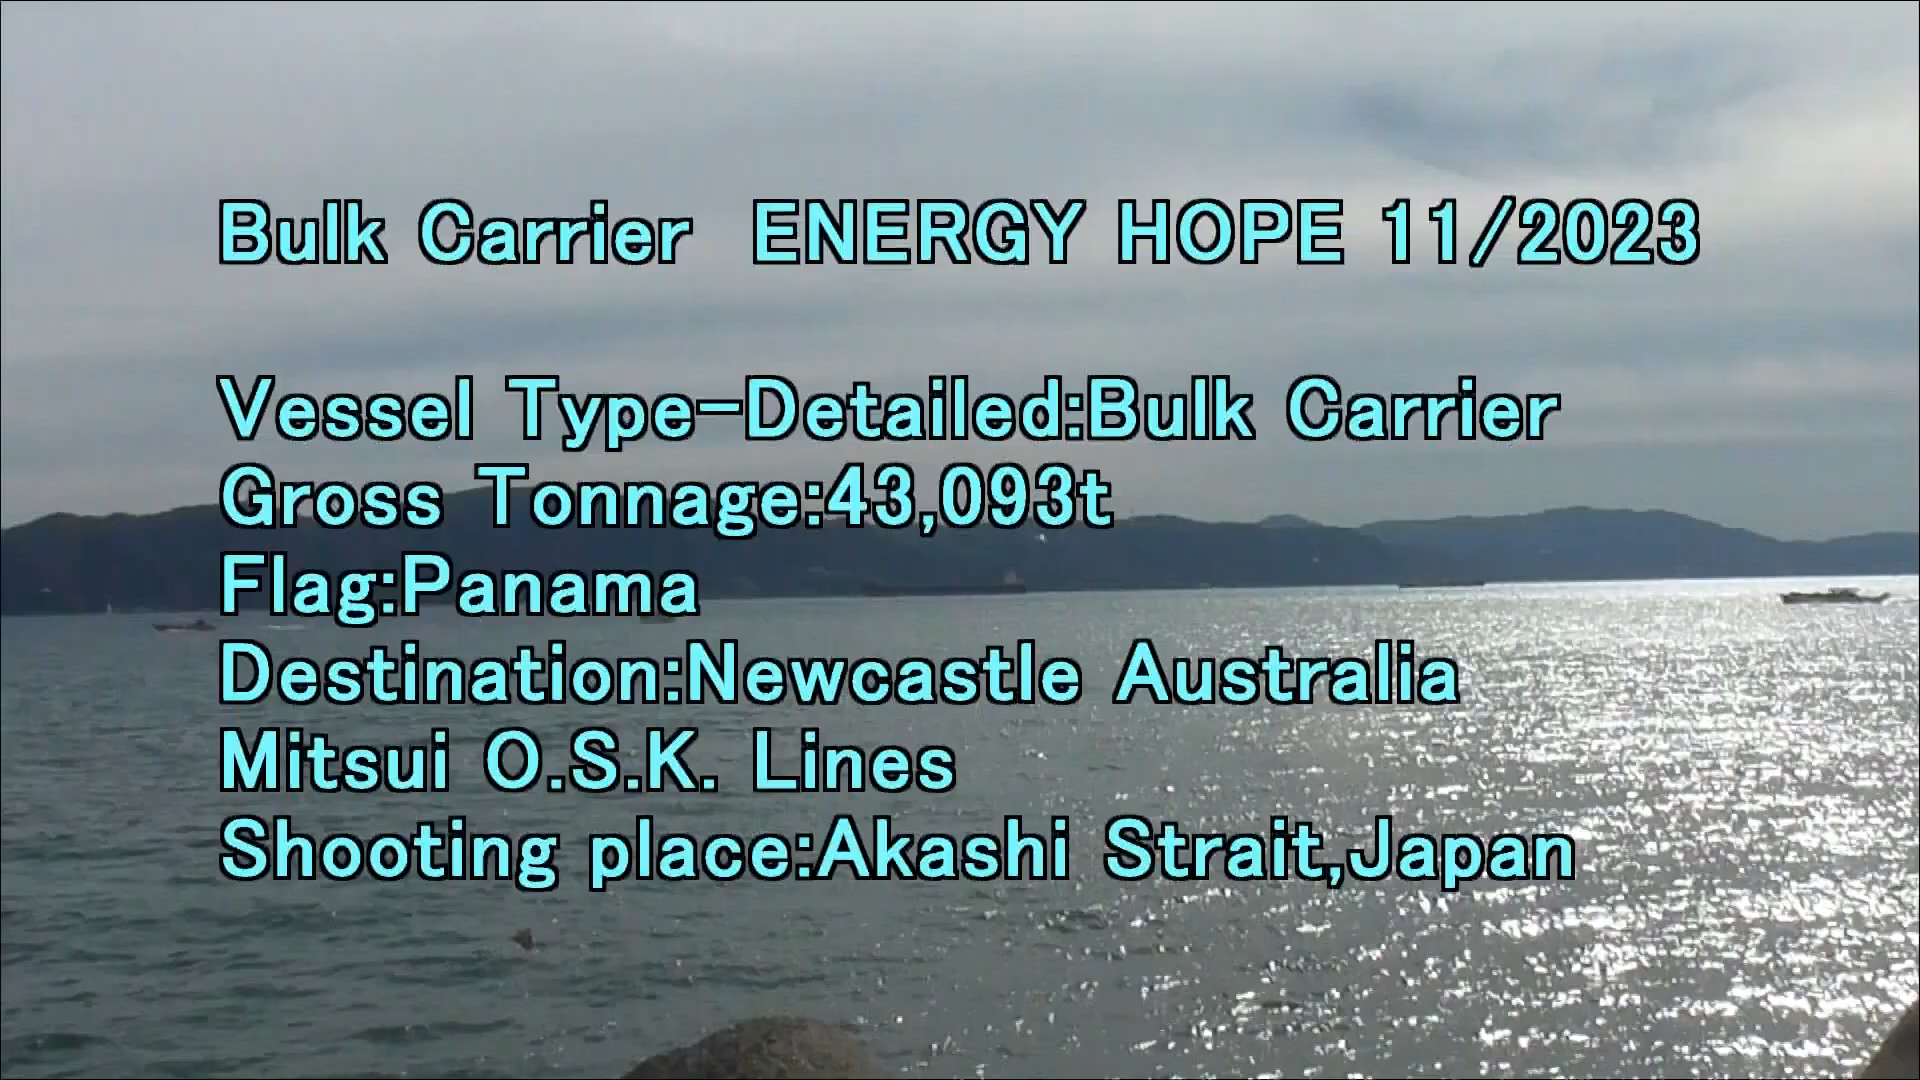 Bulk Carrier ENERGY HOPE 11/2023
Vessel Type-Detailed:Bulk Carrier
Gross Tonnage:43,093t
Flag:Panama
Destination:Newcastle Australia
Mitsui O.S.K. Lines
Shooting place:Akashi Strait,Japan